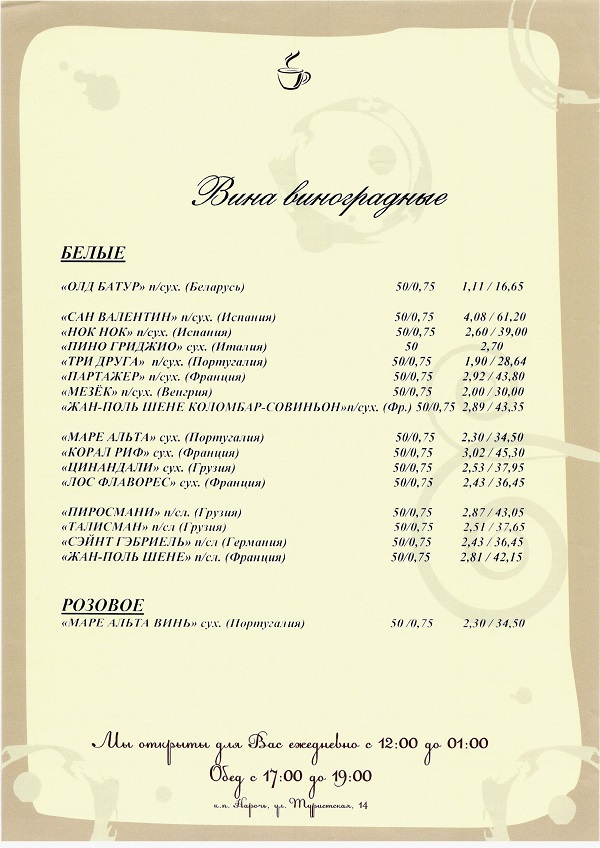 Вина виноградные
БЕЛЫЕ
«ОЛД БАТУР» п/сух. (Беларусь) 50/0,75 1,11 / 16,65
«САН ВАЛЕНТИН» п/сух. (Испания) 50/0,75 4,08 / 61,20
«НОК НОК» п/сух. (Испания) 50/0,75 2,60 / 39,00
«ПИНО ГРИДЖИО» сух. (Италия) 50 2,70
«ТРИ ДРУГА» п/сух. (Португалия) 50/0,75 1,90 / 28,64
«ПАРТАЖЕР» п/сух. (Франция) 50/0,75 2,92 / 43,80
«МЕЗЁК» п/сух. (Венгрия) 50/0,75 2,00 / 30,00
«ЖАН-ПОЛЬ ШЕНЕ КОЛОМБАР-СОВИНЬОН»п/сух. (Фр.) 50/0,75 2,89 / 43,35
«МАРЕ АЛЬТА» сух. (Португалия) 50/0,75 2,30 / 34,50
«КОРАЛ РИФ» сух. (Франция) 50/0,75 3,02 / 45,30
«ЦИНАНДАЛИ» сух. (Грузия) 50/0,75 2,53 / 37,95
«ЛОС ФЛАВОРЕС» сух. (Франция) 50/0,75 2,43 / 36,45
«ПИРОСМАНИ» п/сл. (Грузия) 50/0,75 2,87 / 43,05
«ТАЛИСМАН» п/сл (Грузия) 50/0,75 2,51 / 37,65
«СЭЙНТ ГЭБРИЕЛЬ» п/сл (Германия) 50/0,75 2,43 / 36,45
«ЖАН-ПОЛЬ ШЕНЕ» п/сл. (Франция) 50/0,75 2,81 / 42,15
РОЗОВОЕ
«МАРЕ АЛЬТА ВИНЬ» сух. (Португалия) 50 /0,75 2,30 / 34,50
Мы открыты для Вас ежедневно с 12:00 до 01:00
Обед с 17:00 до 19:00
к.п. Нарочь, ул. Туристская, 14